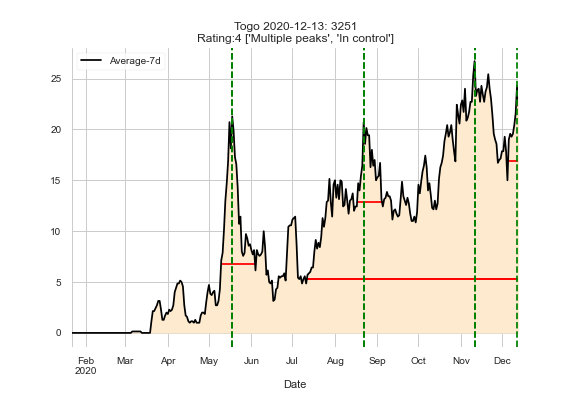 Togo 2020-12-13: 3251
Rating:4 ['Multiple peaks', 'In control']
Average-7d
25
20
15
10
5
0
Feb Mar Apr May Jun Jul Aug Sep Oct Nov Dec
2020
Date